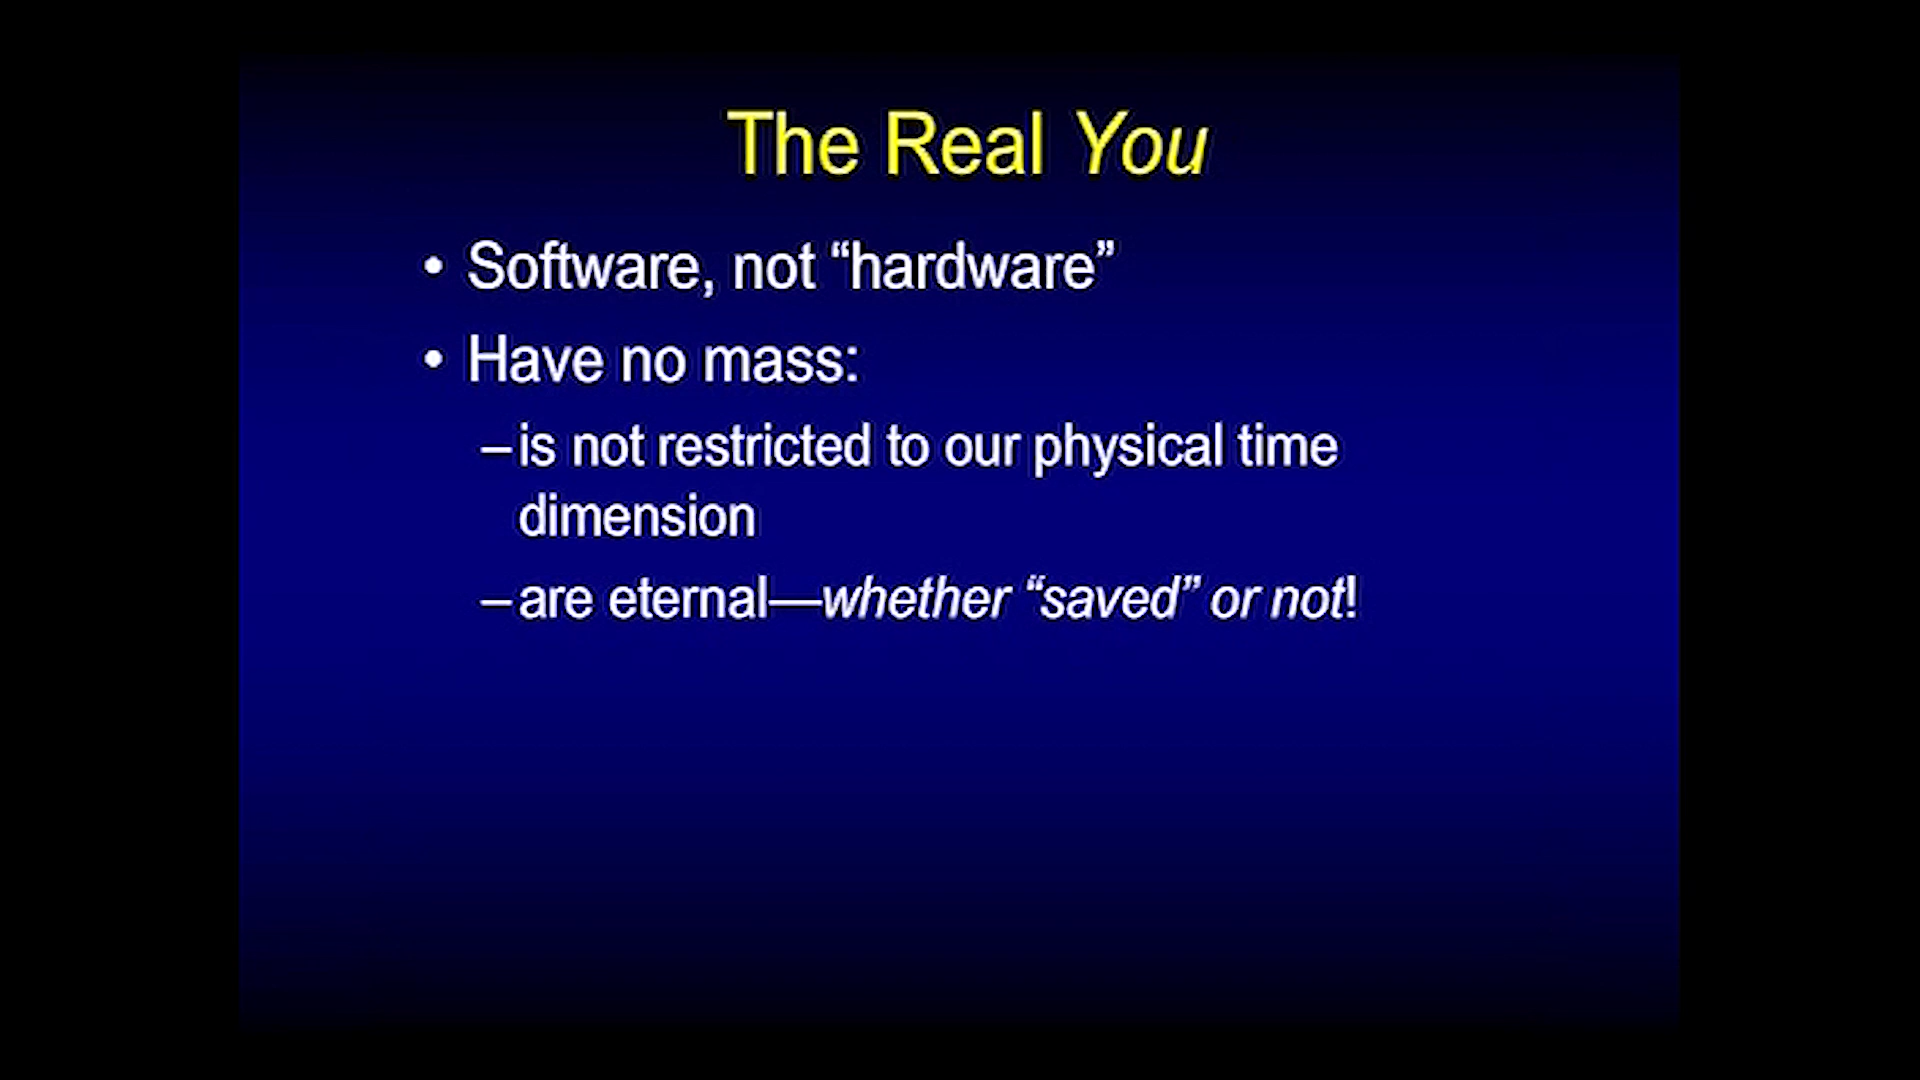 The Real You
• Software, not “hardware”
• Have no mass:
– is not restricted to our physical time
dimension
– are eternal—whether “saved” or not!